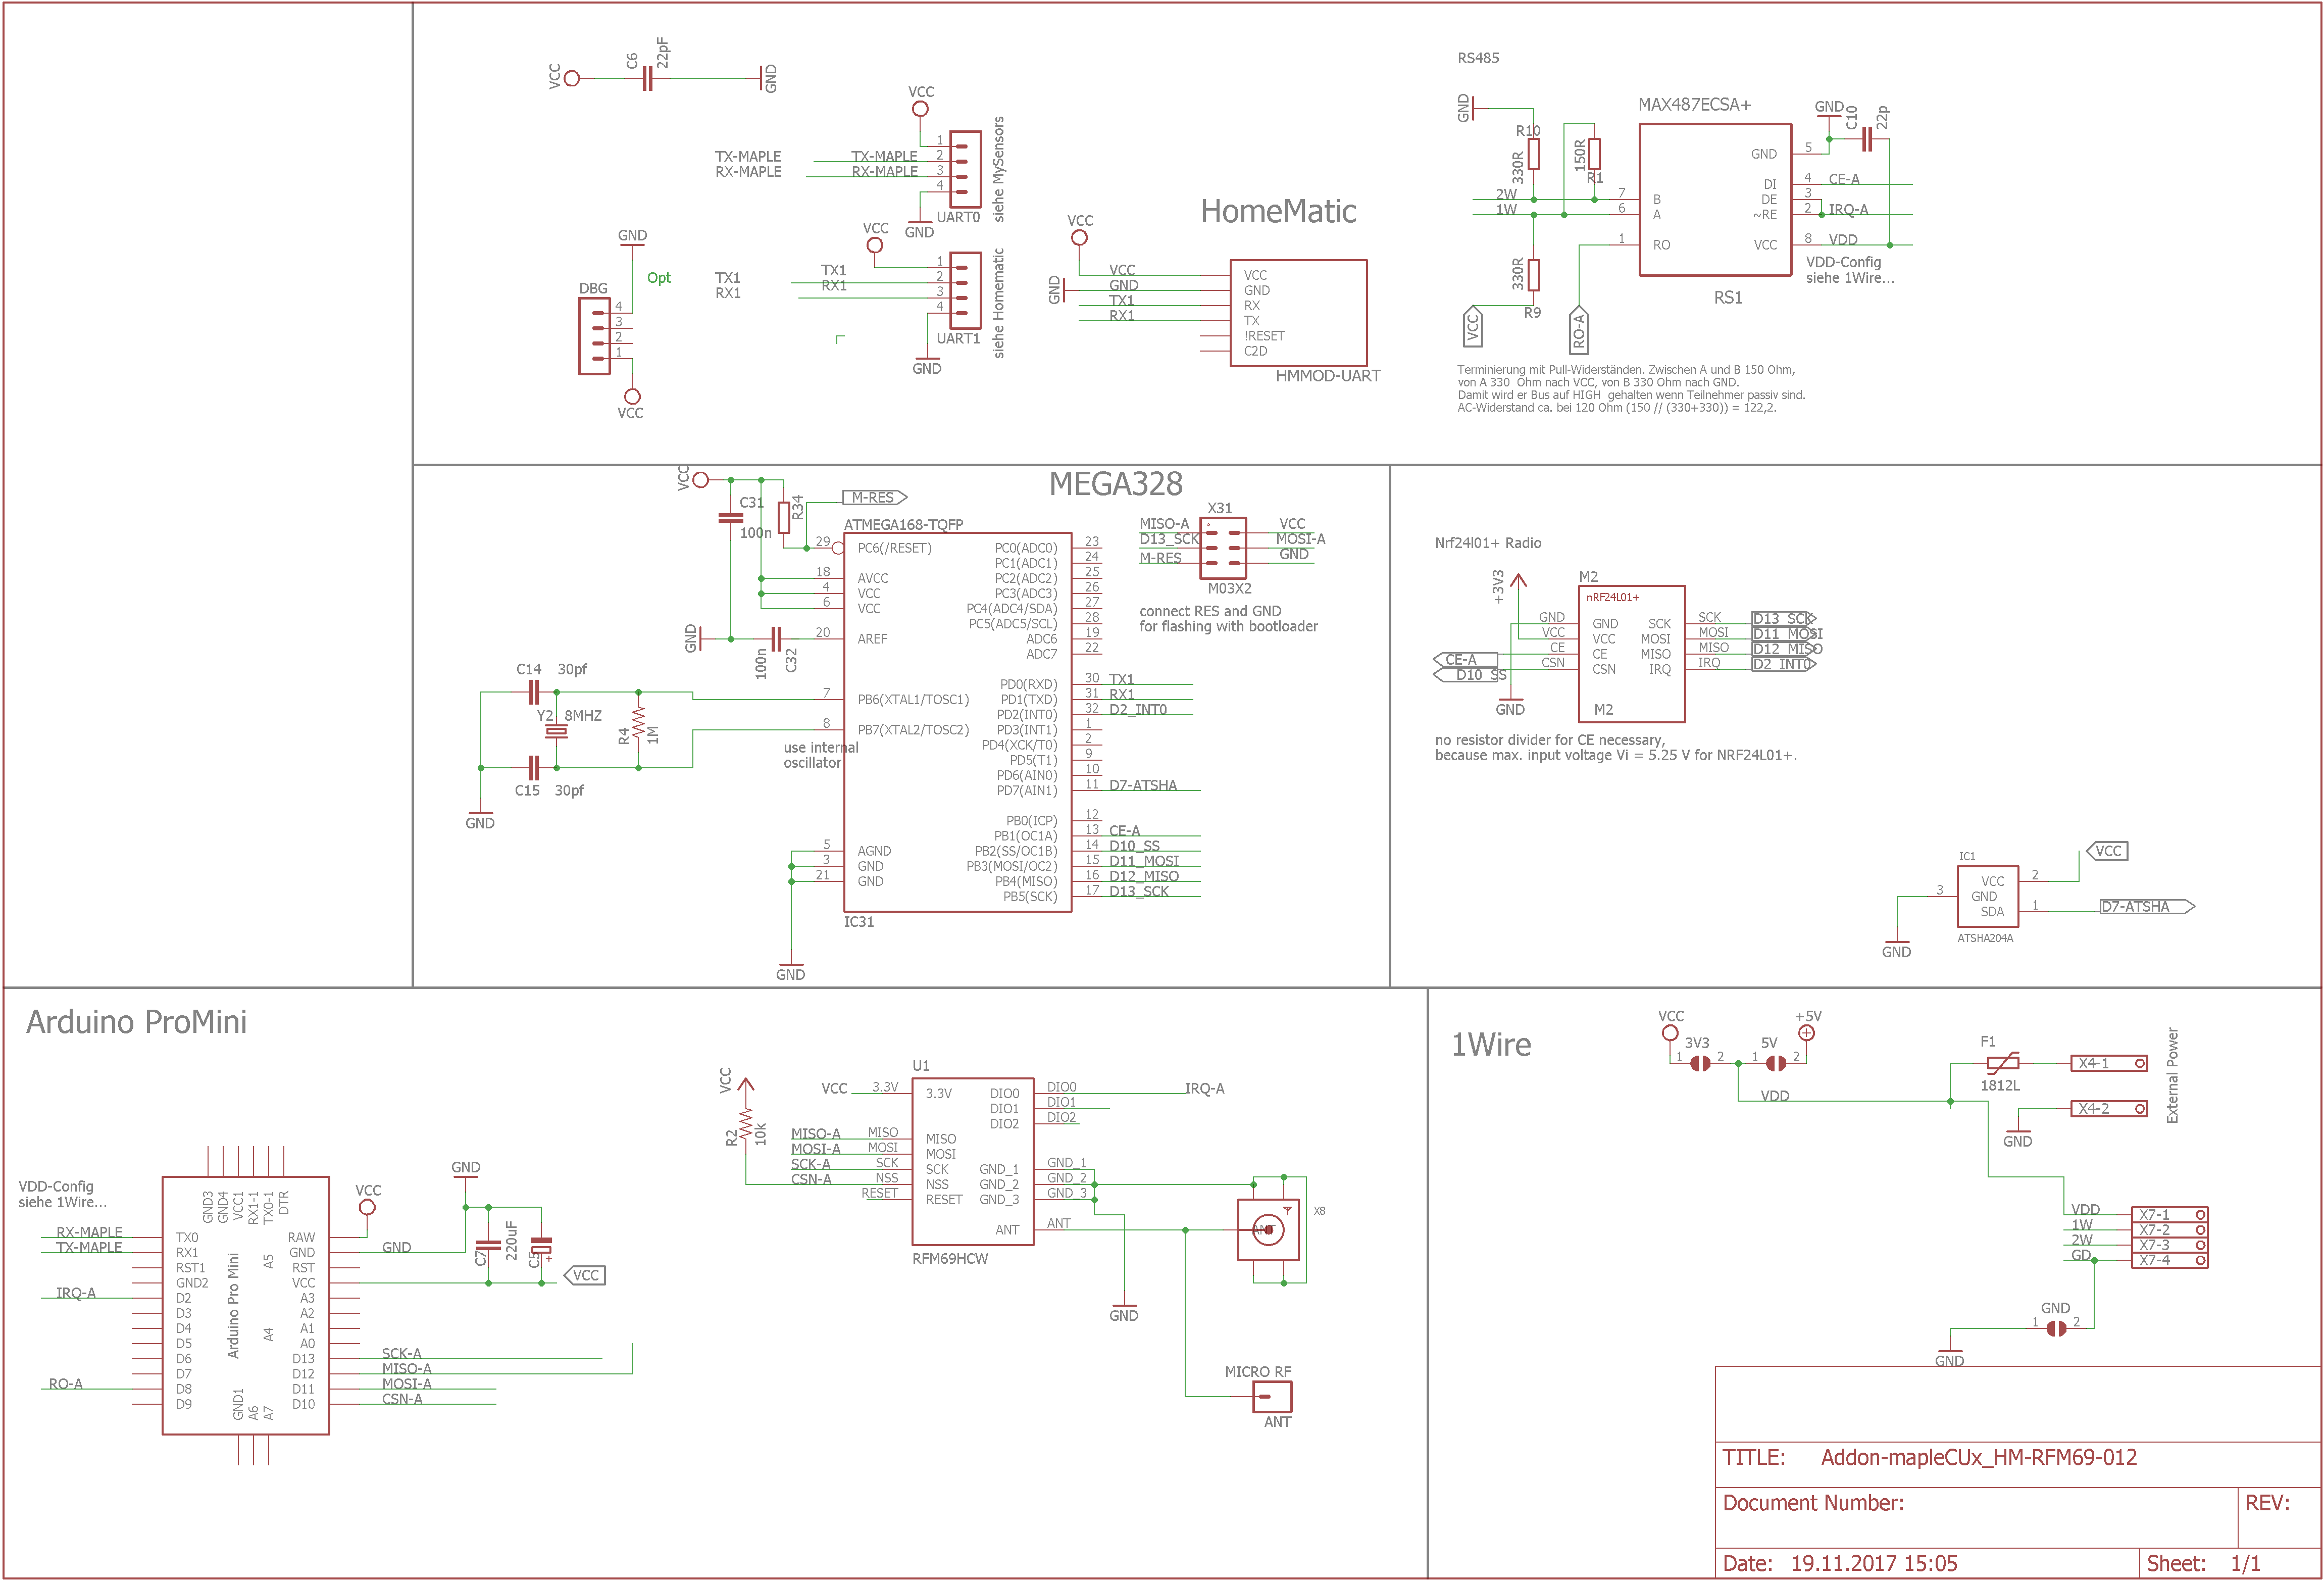 C6
22pF
VCC
GND
VCC
TX-MAPLE
RX-MAPLE
TX-MAPLE
RX-MAPLE
1
2
3
4
UART0
siehe MySensors
GND
GND
Opt
DBG
4
3
2
1
VCC
VCC
TX1
RX1
TX1
RX1
1
2
3
4
UART1
siehe Homematic
GND
HomeMatic
VCC
GND
VCC
GND
TX1
RX1
VCC
GND
RX
TX
!RESET
C2D
HMMOD-UART
RS485
GND
R10
330R
150R
R1
2W
1W
330R
R9
VCC
RO-A
MAX487ECSA+
7
6
1
B
A
RO
GND
DI
DE
~RE
VCC
5
4
3
2
8
CE-A
IRQ-A
VDD
GND
C10
22p
VDD-Config
siehe 1Wire...
RS1
Terminierung mit Pull-Widerständen. Zwischen A und B 150 Ohm,
von A 330 Ohm nach VCC, von B 330 Ohm nach GND.
Damit wird er Bus auf HIGH gehalten wenn Teilnehmer passiv sind.
AC-Widerstand ca. bei 120 Ohm (150 // (330+330)) = 122,2.
MEGA328
VCC
C31
100n
R34
M-RES
ATMEGA168-TQFP
29 PC6(/RESET)
18 AVCC
4 VCC
6 VCC
20 AREF
7 PB6(XTAL1/TOSC1)
8 PB7(XTAL2/TOSC2)
5 AGND
3 GND
21 GND
PC0(ADC0) 23
PC1(ADC1) 24
PC2(ADC2) 25
PC3(ADC3) 26
PC4(ADC4/SDA) 27
PC5(ADC5/SCL) 28
ADC6 19
ADC7 22
PD0(RXD) 30 TX1
PD1(TXD) 31 RX1
PD2(INT0) 32 D2_INT0
PD3(INT1) 1
PD4(XCK/T0) 2
PD5(T1) 9
PD6(AIN0) 10
PD7(AIN1) 11 D7-ATSHA
PB0(ICP) 12
PB1(OC1A) 13 CE-A
PB2(SS/OC1B) 14 D10_SS
PB3(MOSI/OC2) 15 D11_MOSI
PB4(MISO) 16 D12_MISO
PB5(SCK) 17 D13_SCK
IC31
GND
GND
100n
C32
C14 30pf
Y2 8MHZ
R4
1M
C15 30pf
GND
use internal
oscillator
X31
MISO-A
D13_SCK
M-RES
VCC
MOSI-A
GND
M03X2
connect RES and GND
for flashing with bootloader
Nrf24l01+ Radio
+3V3
M2
nRF24L01+
GND
VCC
CE
CSN
GND
VCC
CE
CSN
SCK
MOSI
MISO
IRQ
SCK
MOSI
MISO
IRQ
D13_SCK
D11_MOSI
D12_MISO
D2_INT0
CE-A
D10_SS
GND
M2
no resistor divider for CE necessary,
because max. input voltage Vi = 5.25 V for NRF24L01+.
IC1
VCC
GND
SDA
3
2
1
VCC
D7-ATSHA
ATSHA204A
GND
Arduino ProMini
VDD-Config
siehe 1Wire...
RX-MAPLE
TX-MAPLE
IRQ-A
RO-A
GND3
GND4
VCC1
RX1-1
TX0-1
DTR
TX0
RX1
RST1
GND2
D2
D3
D4
D5
D6
D7
D8
D9
Arduino Pro Mini
A5
A4
GND1
A6
A7
RAW
GND
RST
VCC
A3
A2
A1
A0
D13
D12
D11
D10
VCC
GND
GND
C7
220uF
C5
+
VCC
SCK-A
MISO-A
MOSI-A
CSN-A
VCC
R2
10k
U1
VCC 3.3V
MISO-A MISO
MOSI-A MOSI
SCK-A SCK
CSN-A NSS
RESET
3.3V
MISO
MOSI
SCK
NSS
RESET
DIO0
DIO1
DIO2
GND_1
GND_2
GND_3
ANT
DIO0
DIO1
DIO2
GND_1
GND_2
GND_3
ANT
IRQ-A
RFM69HCW
GND
ANT
X8
MICRO RF
ANT
1Wire
VCC
3V3
1
2
5V
1
2
+5V
VDD
F1
1812L
X4-1
X4-2
GND
External Power
VDD X7-1
1W X7-2
2W X7-3
GD X7-4
GND
1
2
GND
TITLE: Addon-mapleCUx_HM-RFM69-012
Document Number:
REV:
Date: 19.11.2017 15:05
Sheet: 1/1